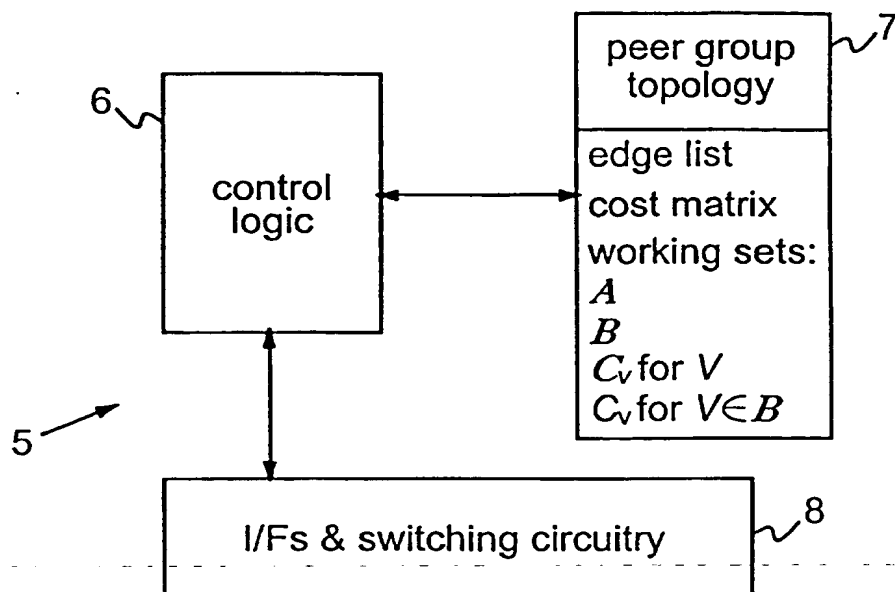 7
peer group
topology
6
control
logic
edge list
cost matrix
working sets:
A
B
Cv for V
Cv for V∈B
5
I/Fs & switching circuitry
8